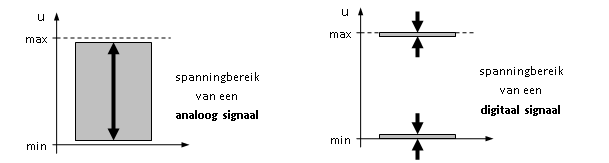 u
max
spanningbereik
van een
analoog signaal
min
u
max
spanningbereik
van een
digitaal signaal
min